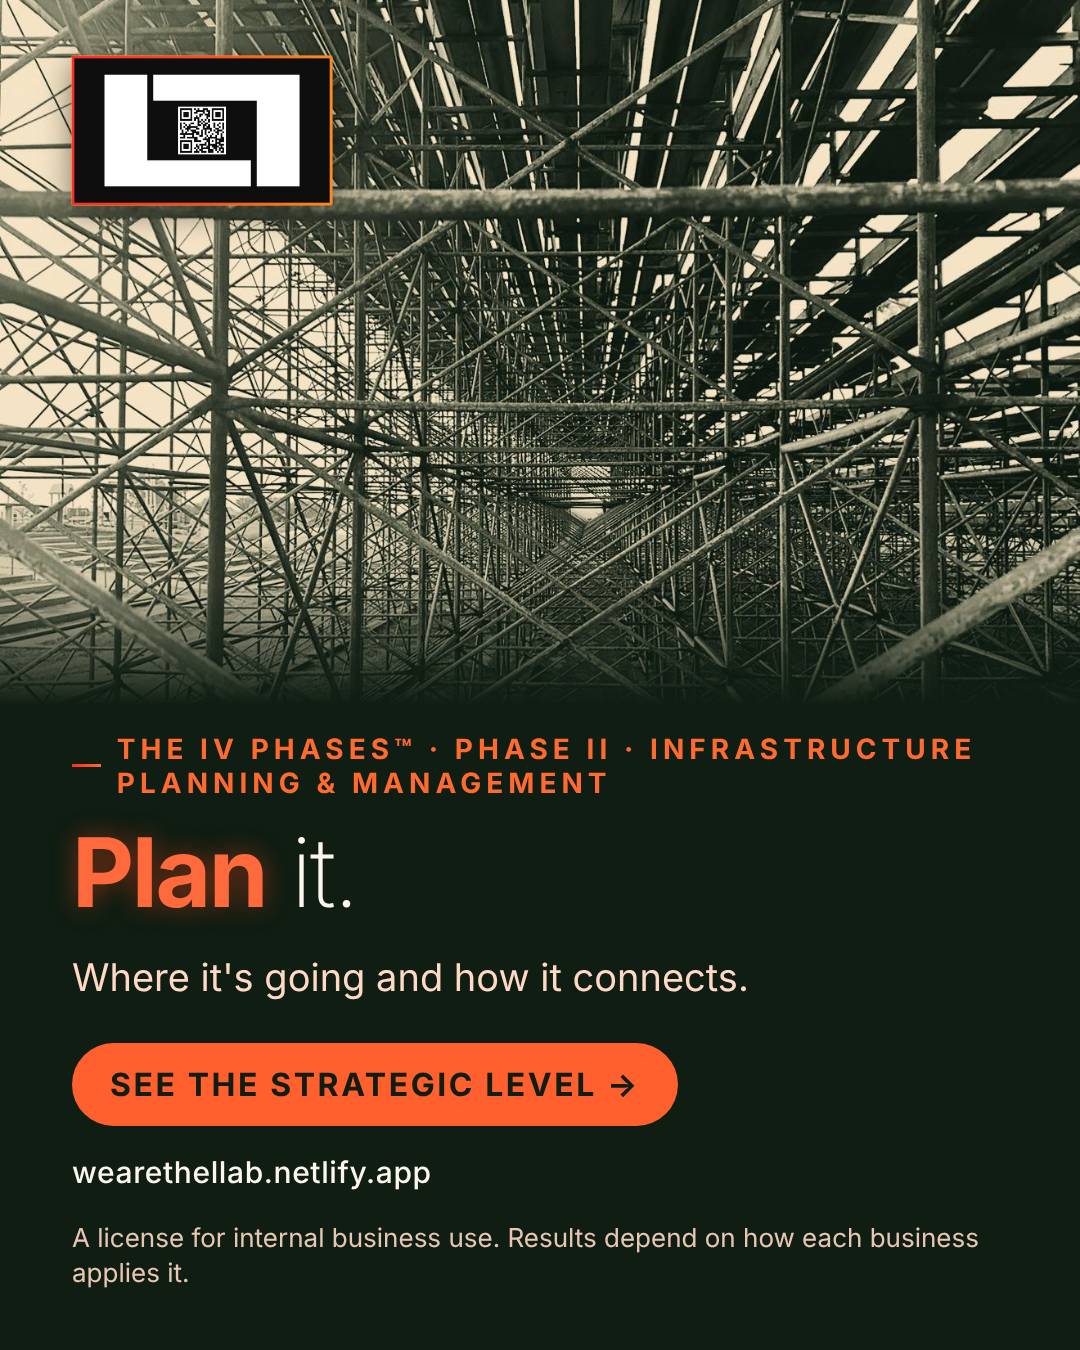 THE IV PHASES™ · PHASE II · INFRASTRUCTURE
PLANNING & MANAGEMENT
Plan it.
Where it's going and how it connects.
SEE THE STRATEGIC LEVEL →
wearethellab.netlify.app
A license for internal business use. Results depend on how each business
applies it.